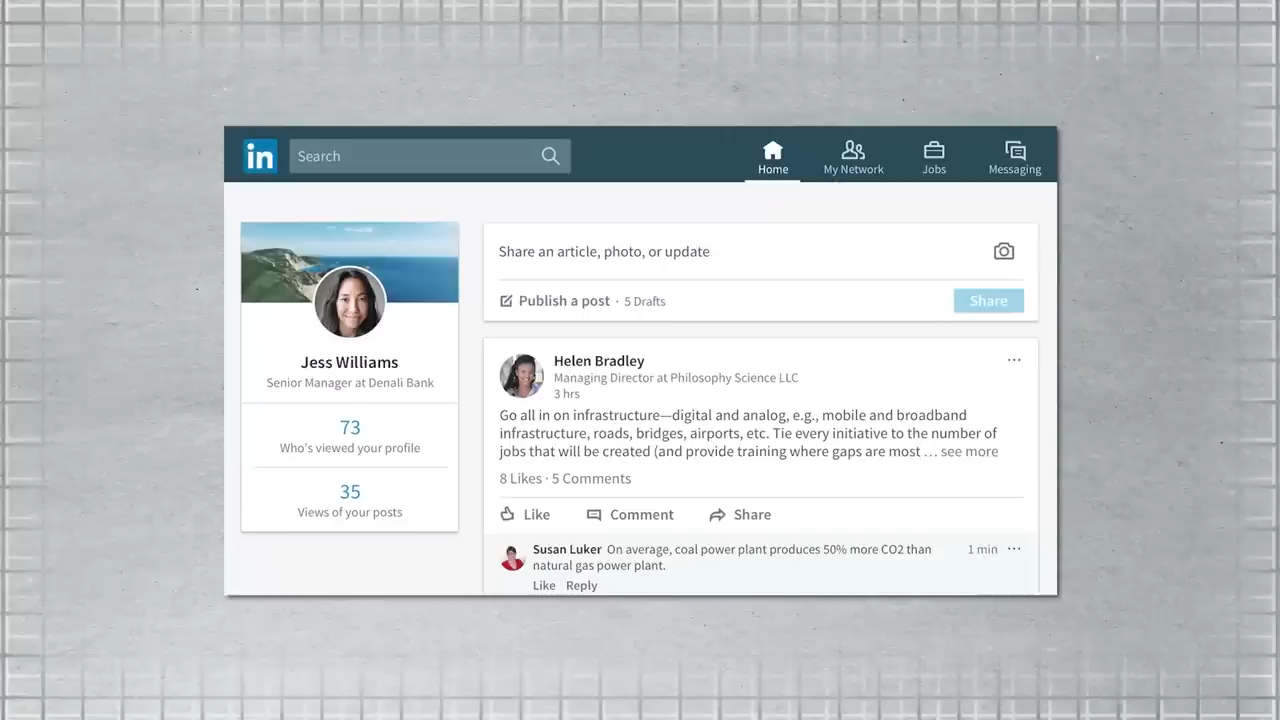 in
Search
Home
My Network
Jobs
Messaging
Jess Williams
Senior Manager at Denali Bank
73
Who's viewed your profile
35
Views of your posts
Share an article, photo, or update
Publish a post · 5 Drafts
Share
Helen Bradley
Managing Director at Philosophy Science LLC
3 hrs
Go all in on infrastructure—digital and analog, e.g., mobile and broadband
infrastructure, roads, bridges, airports, etc. Tie every initiative to the number of
jobs that will be created (and provide training where gaps are most … see more
8 Likes · 5 Comments
Like
Comment
Share
Susan Luker On average, coal power plant produces 50% more CO2 than
natural gas power plant.
1 min
Like Reply